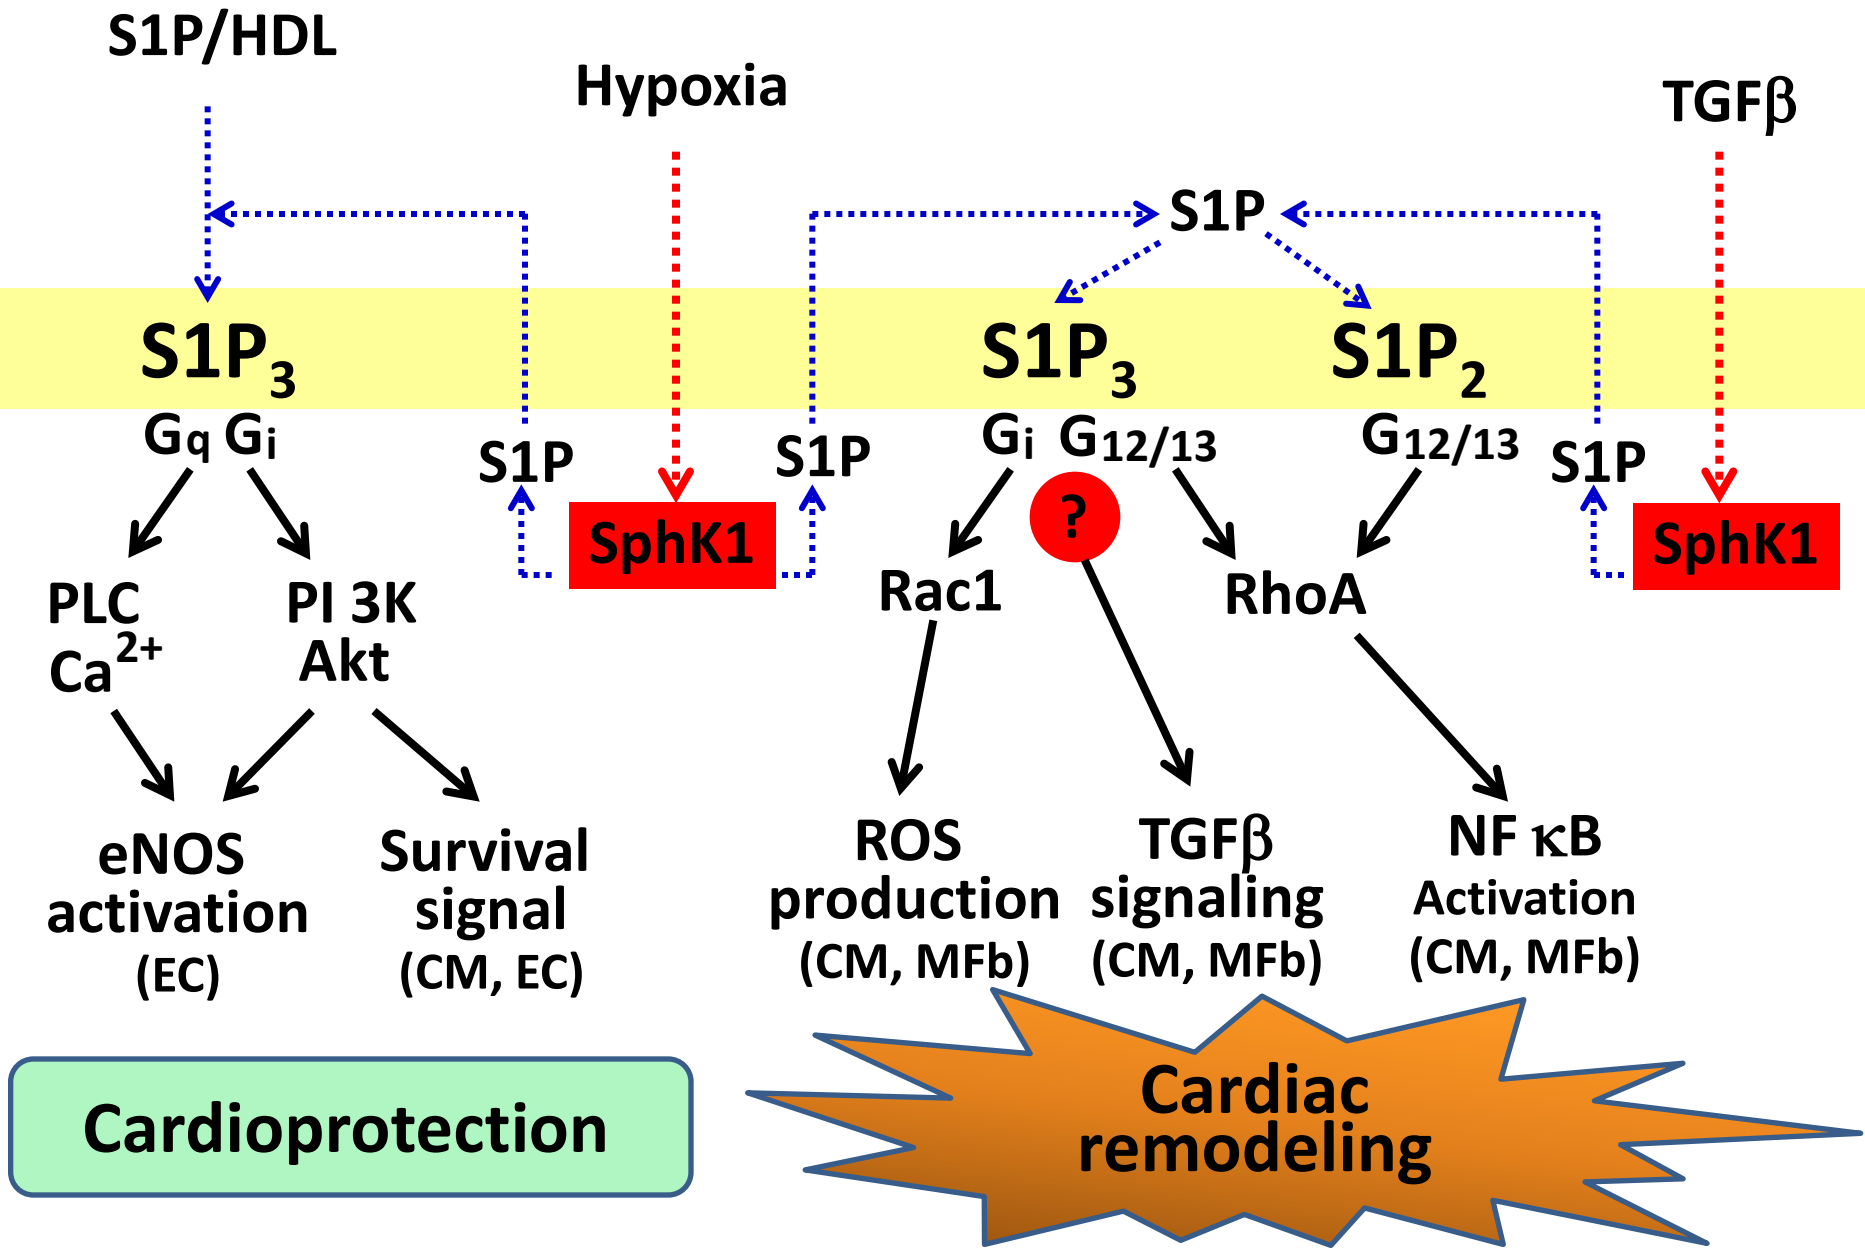 S1P/HDL
Hypoxia
TGFβ
S1P
S1P₃
S1P₃
S1P₂
Gq Gi
Gi G12/13
G12/13
S1P
S1P
S1P
SphK1
?
SphK1
PLC
Ca²⁺
PI 3K
Akt
Rac1
RhoA
eNOS
activation
(EC)
Survival
signal
(CM, EC)
ROS
production
(CM, MFb)
TGFβ
signaling
(CM, MFb)
NF κB
Activation
(CM, MFb)
Cardioprotection
Cardiac
remodeling